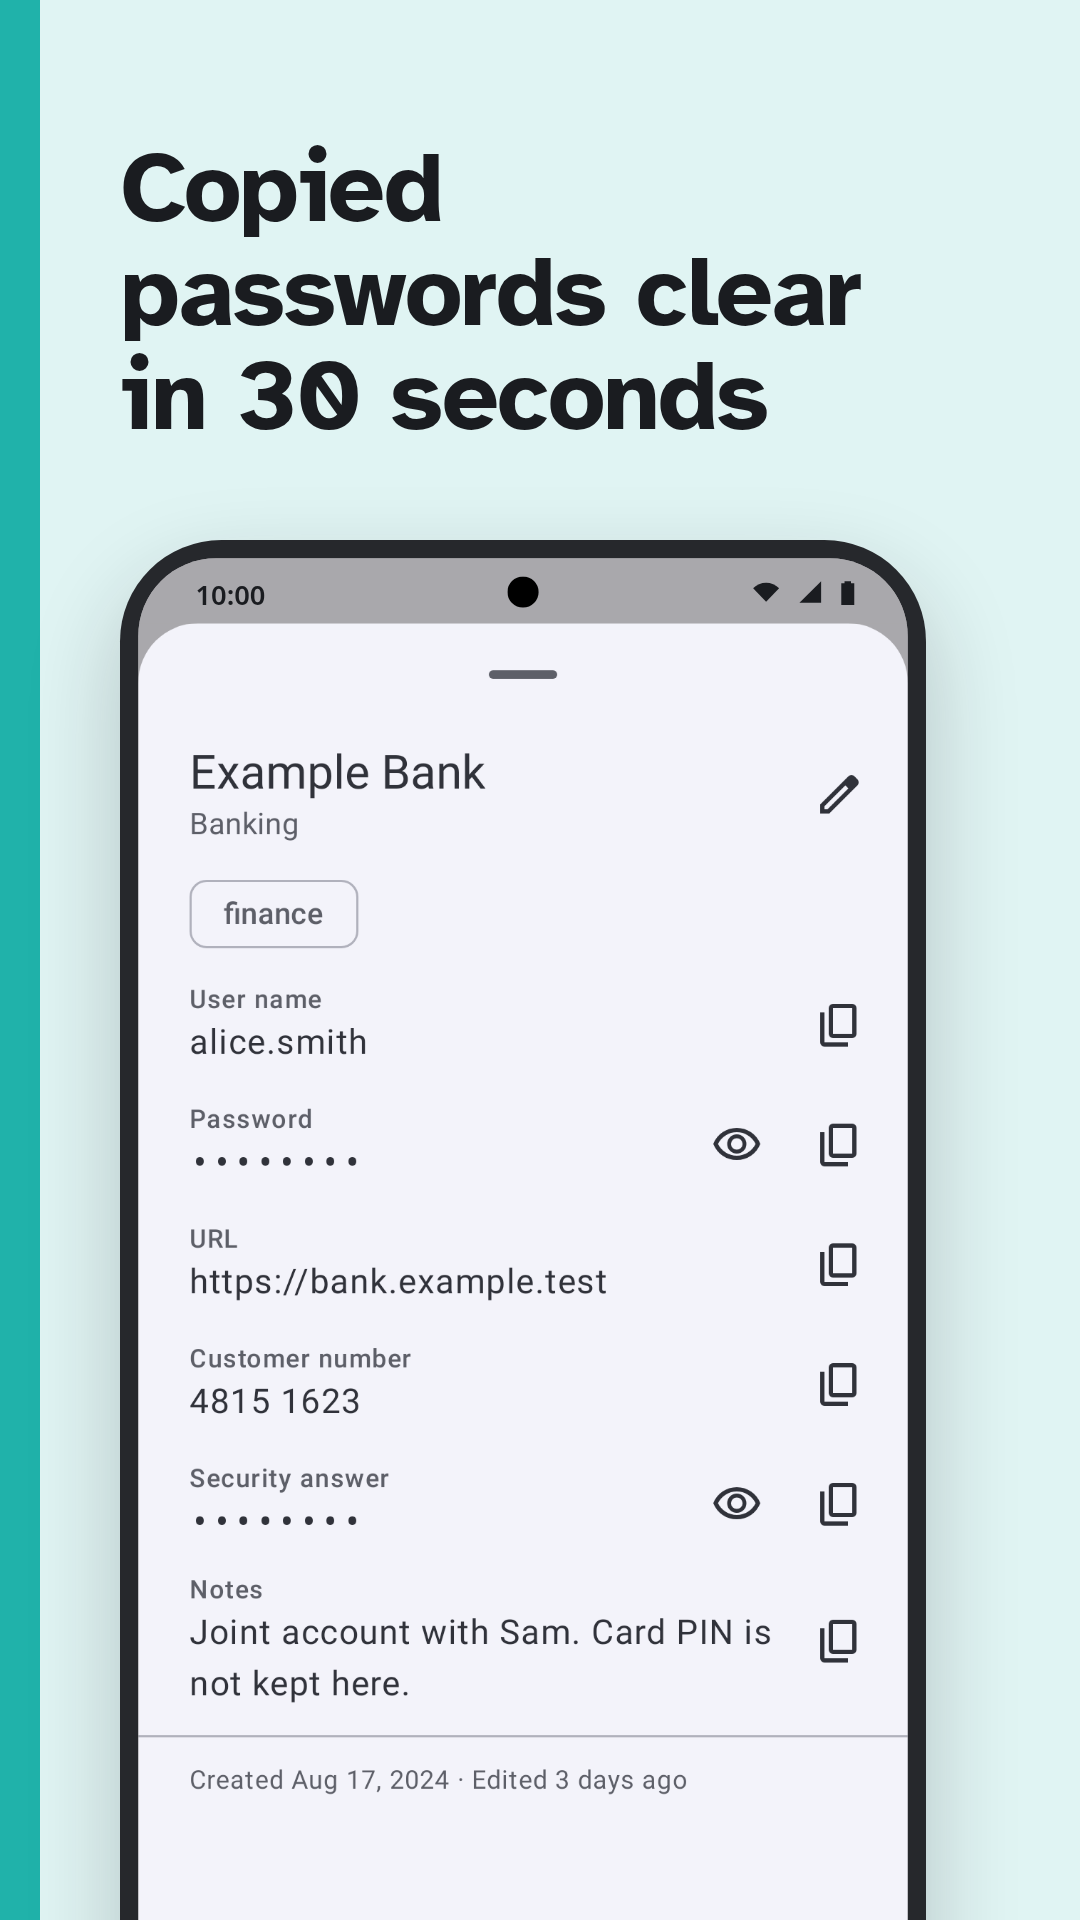 Copied
passwords clear
in 30 seconds
10:00
Example Bank
Banking
finance
User name
alice.smith
Password
••••••••
URL
https://bank.example.test
Customer number
4815 1623
Security answer
••••••••
Notes
Joint account with Sam. Card PIN is
not kept here.
Created Aug 17, 2024 · Edited 3 days ago